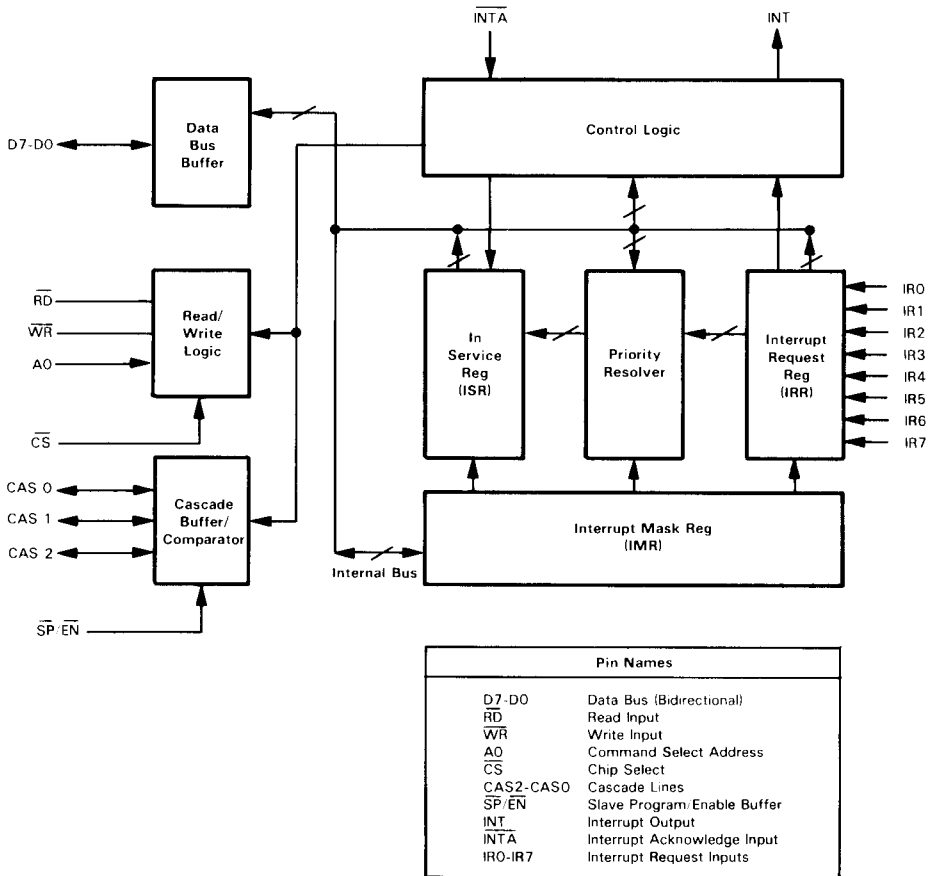 INTA
INT
Data
Bus
Buffer
Control Logic
D7-D0
RD
WR
A0
CS
Read/
Write
Logic
In
Service
Reg
(ISR)
Priority
Resolver
Interrupt
Request
Reg
(IRR)
IR0
IR1
IR2
IR3
IR4
IR5
IR6
IR7
CAS 0
CAS 1
CAS 2
Cascade
Buffer/
Comparator
Interrupt Mask Reg
(IMR)
Internal Bus
SP/EN
Pin Names
D7-D0 Data Bus (Bidirectional)
RD Read Input
WR Write Input
A0 Command Select Address
CS Chip Select
CAS2-CAS0 Cascade Lines
SP/EN Slave Program/Enable Buffer
INT Interrupt Output
INTA Interrupt Acknowledge Input
IR0-IR7 Interrupt Request Inputs